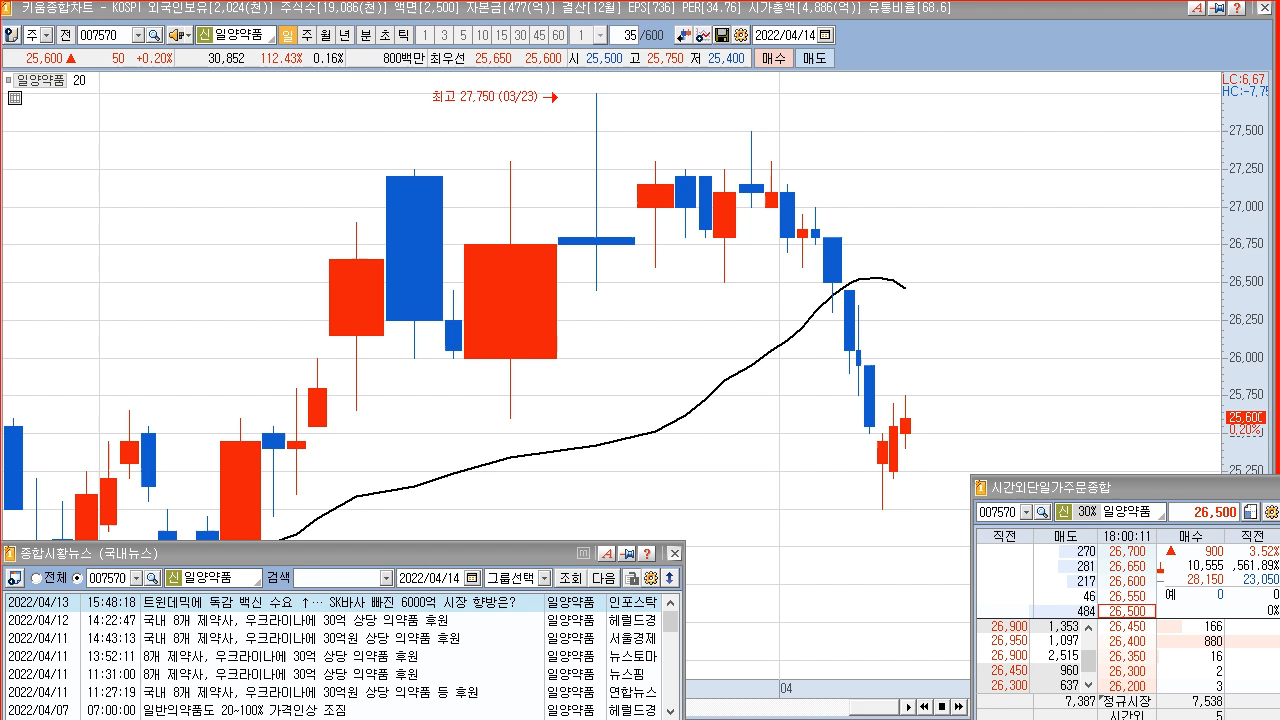 키움종합차트 - KOSPI 외국인보유[2,024(천)] 주식수[19,086(천)] 액면[2,500] 자본금[477(억)] 결산[12월] EPS[736] PER[34.76] 시가총액[4,886(억)] 유통비율[68.6]
주 전 007570 신 일양약품 일 주 월 년 분 초 틱 1 3 5 10 15 30 45 60 1 35 /600 2022/04/14
25,600 ▲ 50 +0.20% 30,852 112.43% 0.16% 800백만 최우선 25,650 25,600 시 25,500 고 25,750 저 25,400 매수 매도
일양약품 20
LC:6,67
HC:-7,75
최고 27,750 (03/23) →
27,500
27,250
27,000
26,750
26,500
26,250
26,000
25,750
25,600
0.20%
25,250
04
종합시황뉴스 (국내뉴스)
전체 007570 신 일양약품 검색 2022/04/14 그룹선택 조회 다음
2022/04/13 15:48:18 트윈데믹에 독감 백신 수요 ↑… SK바사 빠진 6000억 시장 향방은? 일양약품 인포스탁
2022/04/12 14:22:47 국내 8개 제약사, 우크라이나에 30억 상당 의약품 후원 일양약품 헤럴드경
2022/04/11 14:43:13 국내 8개 제약사, 우크라이나에 30억원 상당 의약품 후원 일양약품 서울경제
2022/04/11 13:52:11 8개 제약사, 우크라이나에 30억 상당 의약품 후원 일양약품 뉴스토마
2022/04/11 11:31:00 8개 제약사, 우크라이나에 30억 상당 의약품 후원 일양약품 뉴스핌
2022/04/11 11:27:19 국내 8개 제약사, 우크라이나에 30억원 상당 의약품 등 후원 일양약품 연합뉴스
2022/04/07 07:00:00 일반의약품도 20~100% 가격인상 조짐 일양약품 헤럴드경
시간외단일가주문종합
007570 신 30% 일양약품 26,500
직전 매도 18:00:11 매수 직전
270 26,700 ▲ 900 3.52%
281 26,650 10,555 ,561.89%
217 26,600 28,150 23,050
46 26,550 예 0 0
484 26,500 0%
26,900 1,353 26,450 166
26,950 1,097 26,400 880
26,900 2,515 26,350 16
26,450 960 26,300 2
26,300 637 26,200 3
7,387 정규시장 7,538
시간외 5